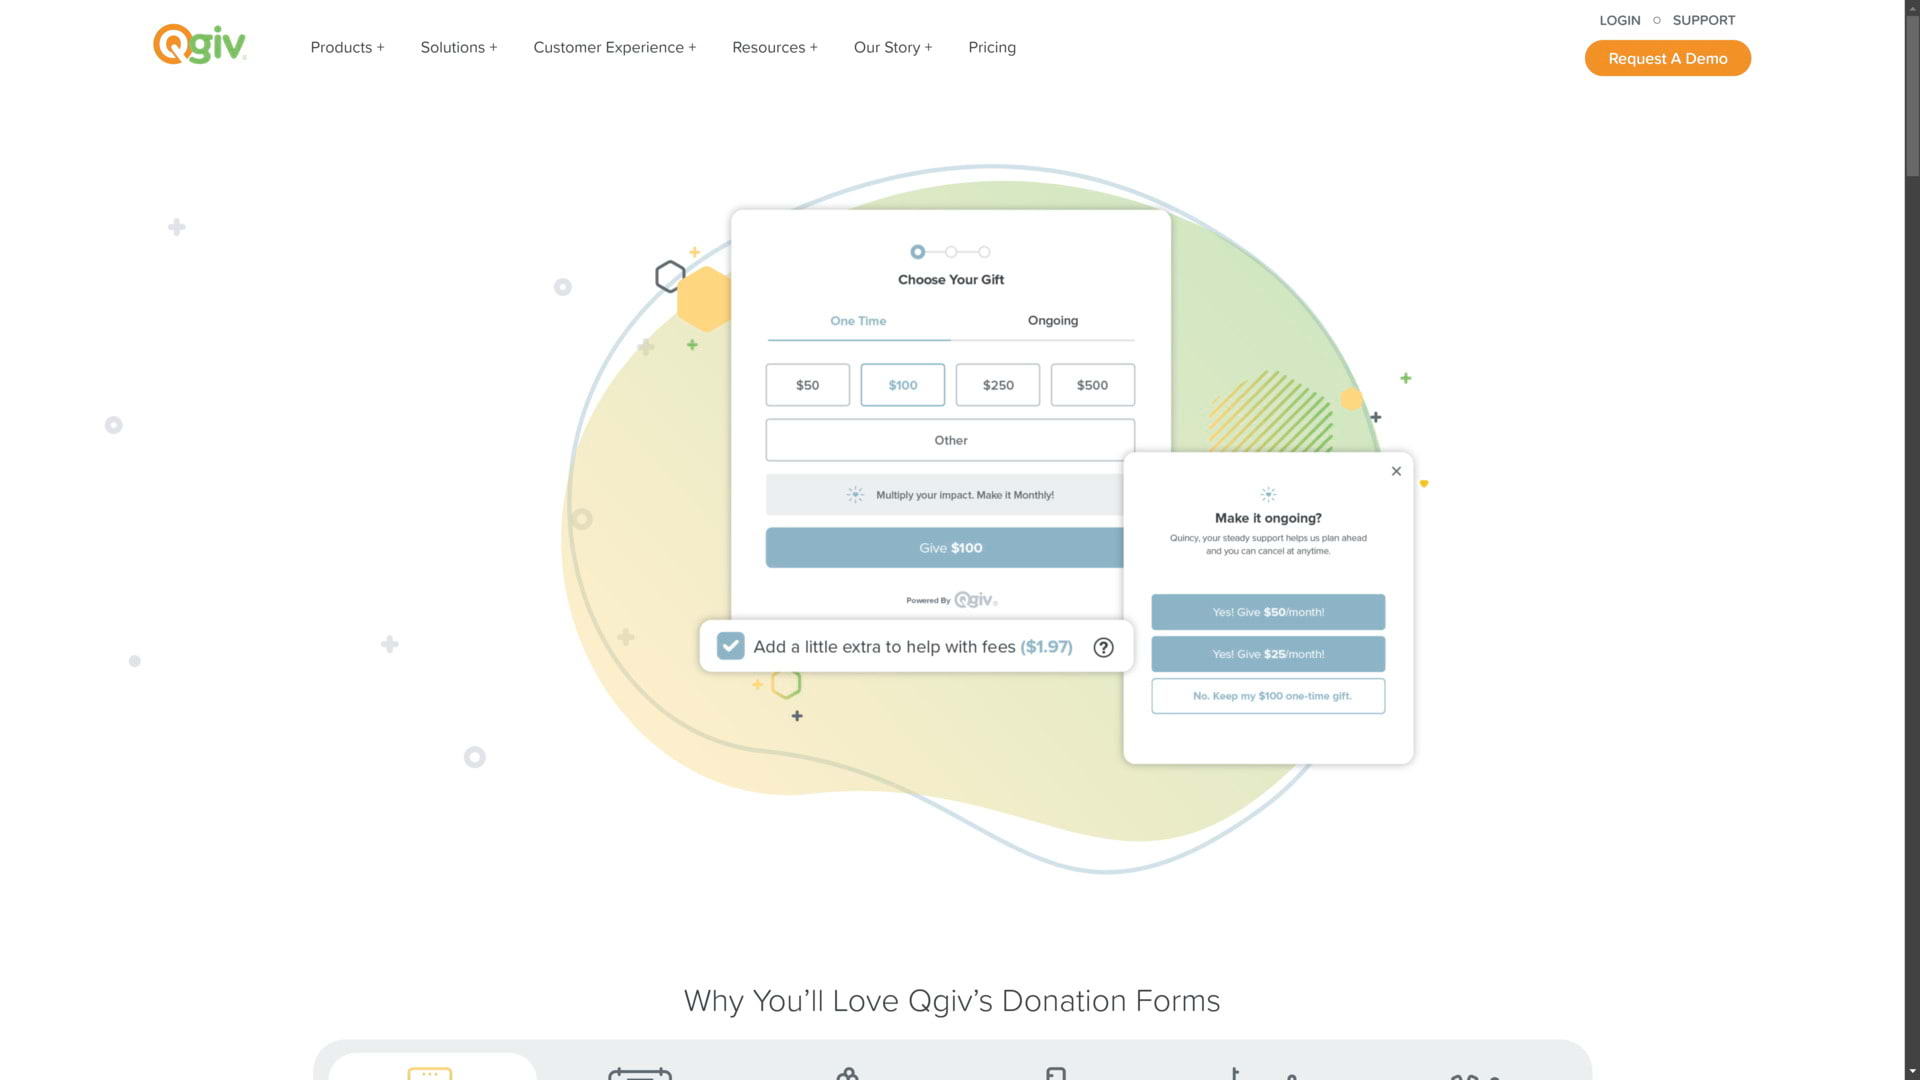 Qgiv
Products +
Solutions +
Customer Experience +
Resources +
Our Story +
Pricing
LOGIN
SUPPORT
Request A Demo
Choose Your Gift
One Time
Ongoing
$50
$100
$250
$500
Other
Multiply your impact. Make it Monthly!
Give $100
Powered By Qgiv
Add a little extra to help with fees ($1.97)
?
Make it ongoing?
Quincy, your steady support helps us plan ahead
and you can cancel at anytime.
Yes! Give $50/month!
Yes! Give $25/month!
No. Keep my $100 one-time gift.
Why You’ll Love Qgiv’s Donation Forms